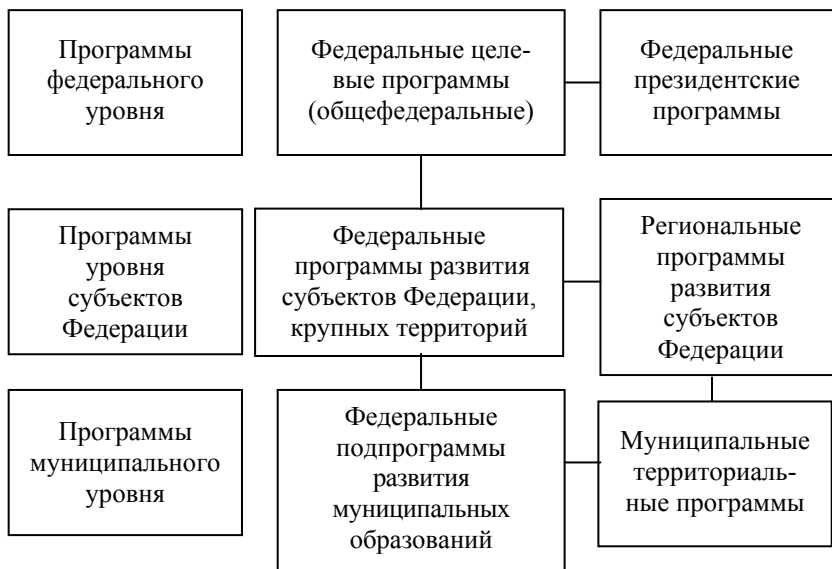 Программы
федерального
уровня
Федеральные целе-
вые программы
(общефедеральные)
Федеральные
президентские
программы
Программы
уровня
субъектов
Федерации
Федеральные
программы развития
субъектов Федерации,
крупных территорий
Региональные
программы
развития
субъектов
Федерации
Программы
муниципального
уровня
Федеральные
подпрограммы
развития
муниципальных
образований
Муниципальные
территориаль-
ные программы